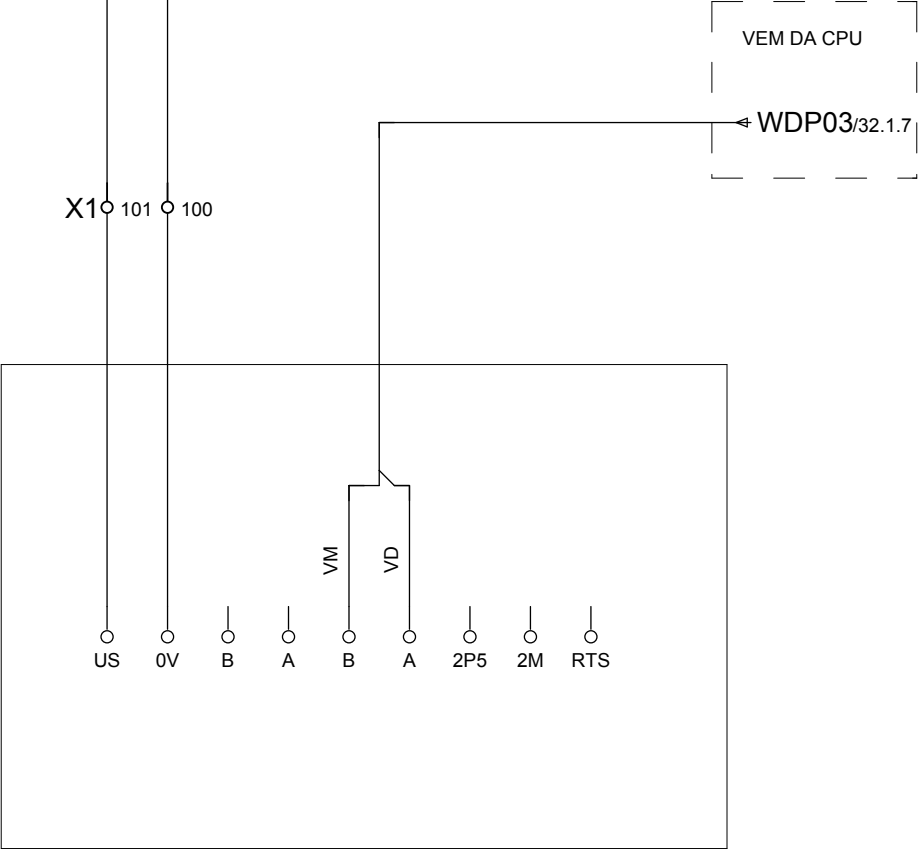 VEM DA CPU
WDP03/32.1.7
X1 101 100
VM VD
US 0V B A B A 2P5 2M RTS